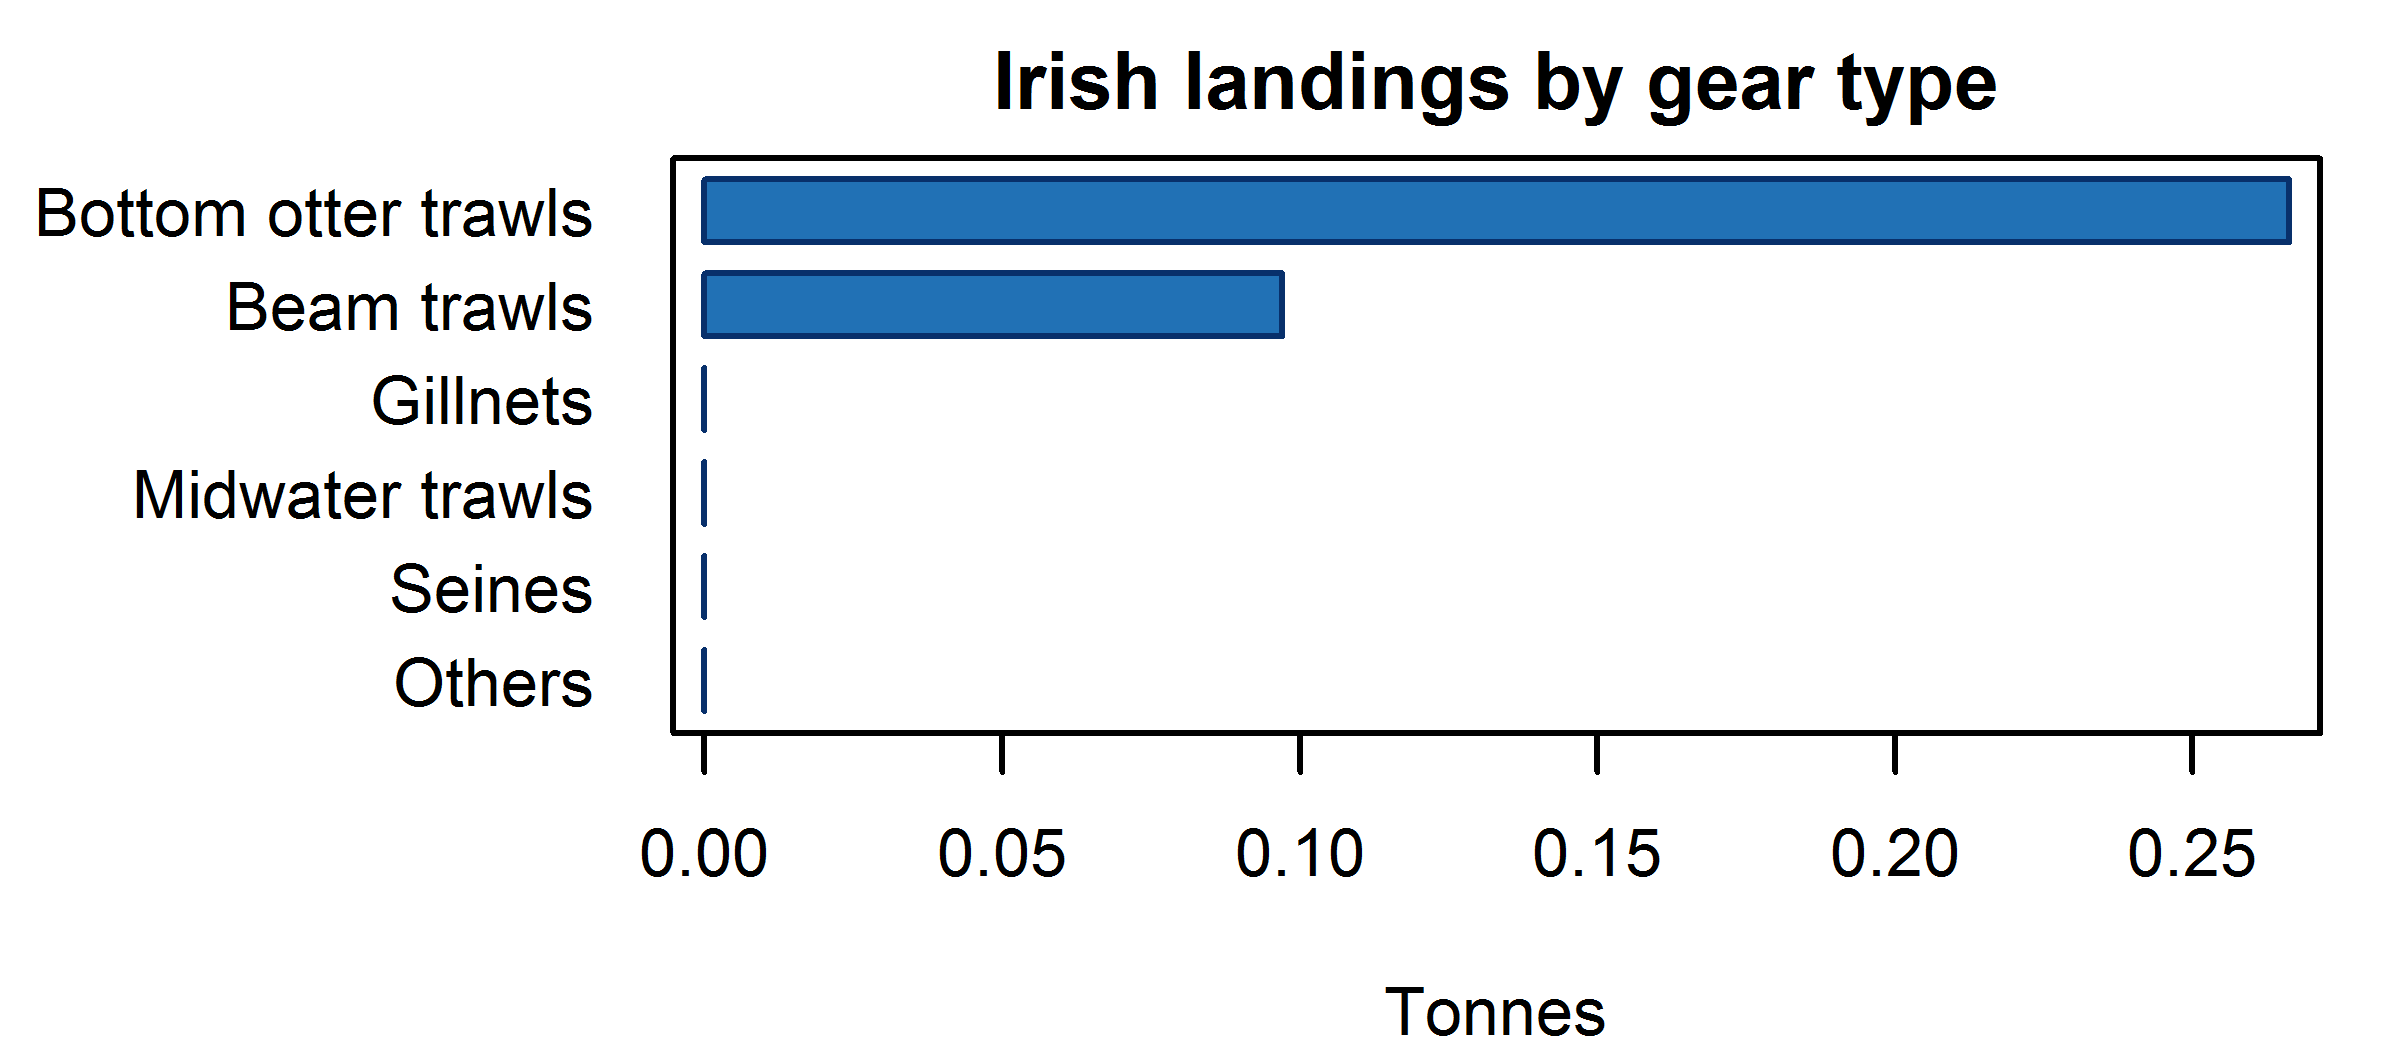 Irish landings by gear type
Bottom otter trawls
Beam trawls
Gillnets
Midwater trawls
Seines
Others
0.00 0.05 0.10 0.15 0.20 0.25
Tonnes